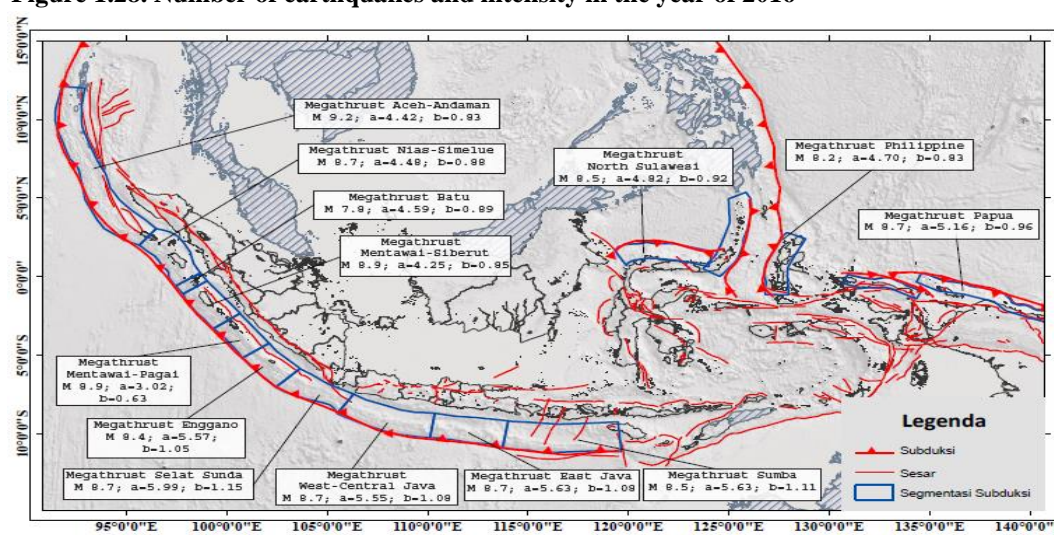 Figure 1.28. Number of earthquakes and intensity in the year of 2016
15°0'0"N
10°0'0"N
5°0'0"N
0°0'0"
5°0'0"S
10°0'0"S
Megathrust Aceh-Andaman
M 9.2; a=4.42; b=0.83
Megathrust Nias-Simelue
M 8.7; a=4.48; b=0.88
Megathrust Batu
M 7.8; a=4.59; b=0.89
Megathrust
Mentawai-Siberut
M 8.9; a=4.25; b=0.85
Megathrust
North Sulawesi
M 8.5; a=4.82; b=0.92
Megathrust Philippine
M 8.2; a=4.70; b=0.83
Megathrust Papua
M 8.7; a=5.16; b=0.96
Megathrust
Mentawai-Pagai
M 8.9; a=3.02;
b=0.63
Megathrust Enggano
M 8.4; a=5.57;
b=1.05
Megathrust Selat Sunda
M 8.7; a=5.99; b=1.15
Megathrust
West-Central Java
M 8.7; a=5.55; b=1.08
Megathrust East Java
M 8.7; a=5.63; b=1.08
Megathrust Sumba
M 8.5; a=5.63; b=1.11
Legenda
Subduksi
Sesar
Segmentasi Subduksi
95°0'0"E
100°0'0"E
105°0'0"E
110°0'0"E
115°0'0"E
120°0'0"E
125°0'0"E
130°0'0"E
135°0'0"E
140°0'0"E